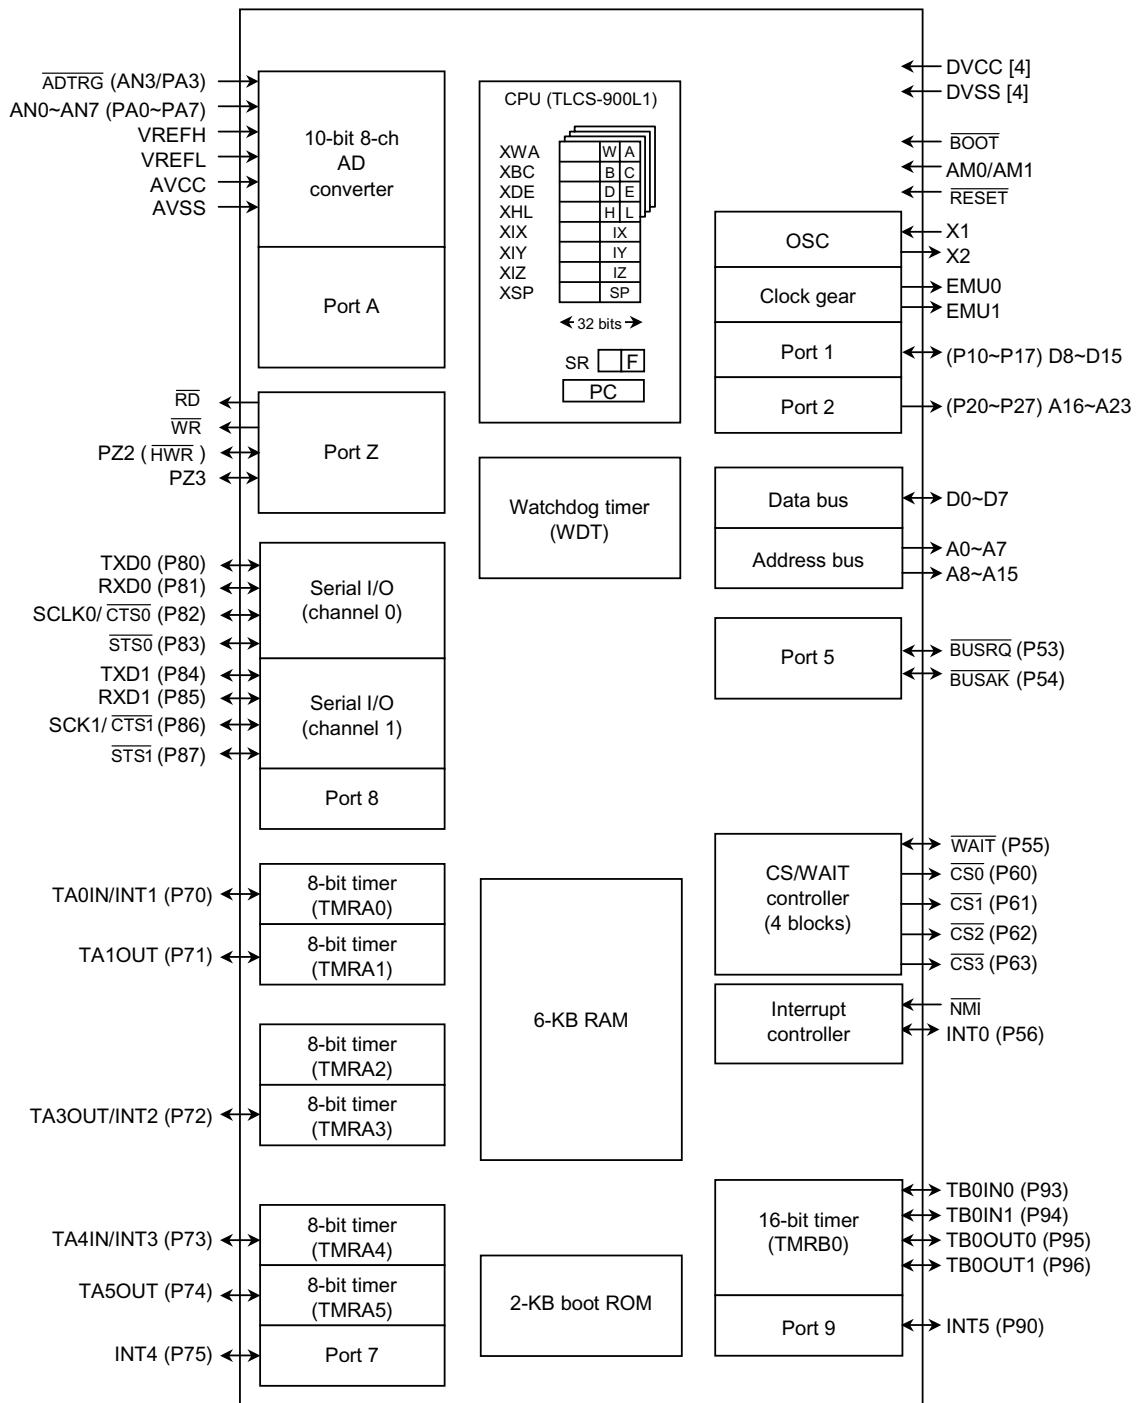 ADTRG (AN3/PA3)
AN0~AN7 (PA0~PA7)
VREFH
VREFL
AVCC
AVSS
10-bit 8-ch
AD
converter
Port A
RD
WR
PZ2 ( HWR )
PZ3
Port Z
TXD0 (P80)
RXD0 (P81)
SCLK0/ CTS0 (P82)
STS0 (P83)
Serial I/O
(channel 0)
TXD1 (P84)
RXD1 (P85)
SCK1/ CTS1 (P86)
STS1 (P87)
Serial I/O
(channel 1)
Port 8
TA0IN/INT1 (P70)
8-bit timer
(TMRA0)
TA1OUT (P71)
8-bit timer
(TMRA1)
8-bit timer
(TMRA2)
TA3OUT/INT2 (P72)
8-bit timer
(TMRA3)
TA4IN/INT3 (P73)
8-bit timer
(TMRA4)
TA5OUT (P74)
8-bit timer
(TMRA5)
INT4 (P75)
Port 7
CPU (TLCS-900L1)
XWA W A
XBC B C
XDE D E
XHL H L
XIX IX
XIY IY
XIZ IZ
XSP SP
32 bits
SR F
PC
Watchdog timer
(WDT)
6-KB RAM
2-KB boot ROM
DVCC [4]
DVSS [4]
BOOT
AM0/AM1
RESET
OSC
X1
X2
Clock gear
EMU0
EMU1
Port 1
(P10~P17) D8~D15
Port 2
(P20~P27) A16~A23
Data bus
D0~D7
Address bus
A0~A7
A8~A15
Port 5
BUSRQ (P53)
BUSAK (P54)
CS/WAIT
controller
(4 blocks)
WAIT (P55)
CS0 (P60)
CS1 (P61)
CS2 (P62)
CS3 (P63)
Interrupt
controller
NMI
INT0 (P56)
16-bit timer
(TMRB0)
TB0IN0 (P93)
TB0IN1 (P94)
TB0OUT0 (P95)
TB0OUT1 (P96)
Port 9
INT5 (P90)